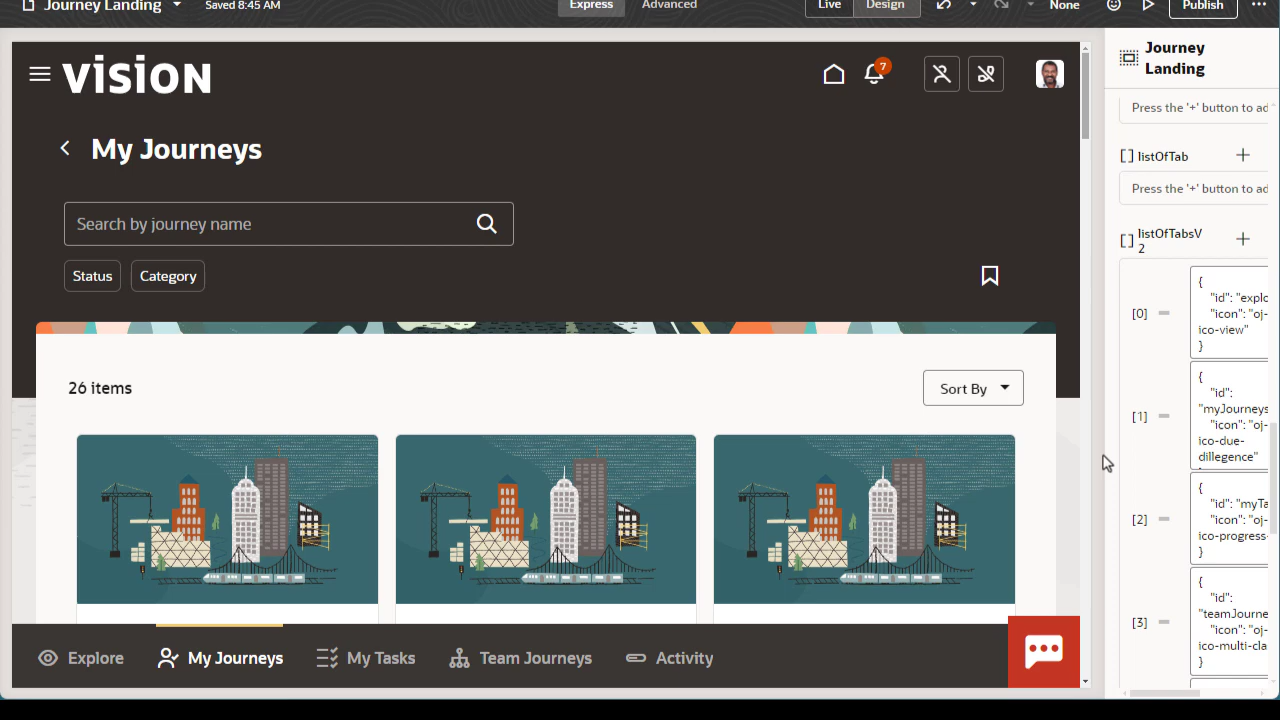 Journey Landing
Saved 8:45 AM
Express
Advanced
Live
Design
None
Publish
vision
7
My Journeys
Search by journey name
Status
Category
26 items
Sort By
Explore
My Journeys
My Tasks
Team Journeys
Activity
Journey
Landing
Press the '+' button to ad
[] listOfTab
Press the '+' button to ad
[] listOfTabsV
2
[0]
{
"id": "explo
"icon": "oj-
ico-view"
}
[1]
{
"id":
"myJourneys
"icon": "oj-
ico-due-
dillegence"
[2]
{
"id": "myTa
"icon": "oj-
ico-progress-
}
[3]
{
"id":
"teamJourne
"icon": "oj-
ico-multi-cla
}